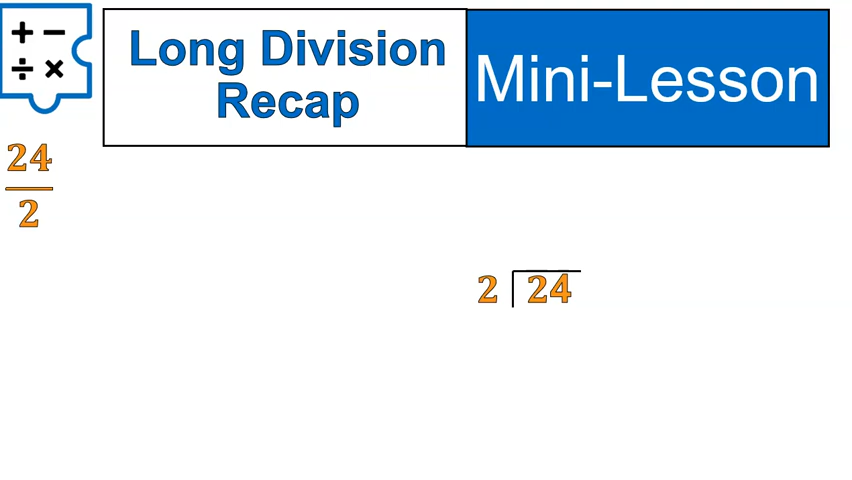 + −
÷ ×
Long Division
Recap
Mini-Lesson
24
2
2 24